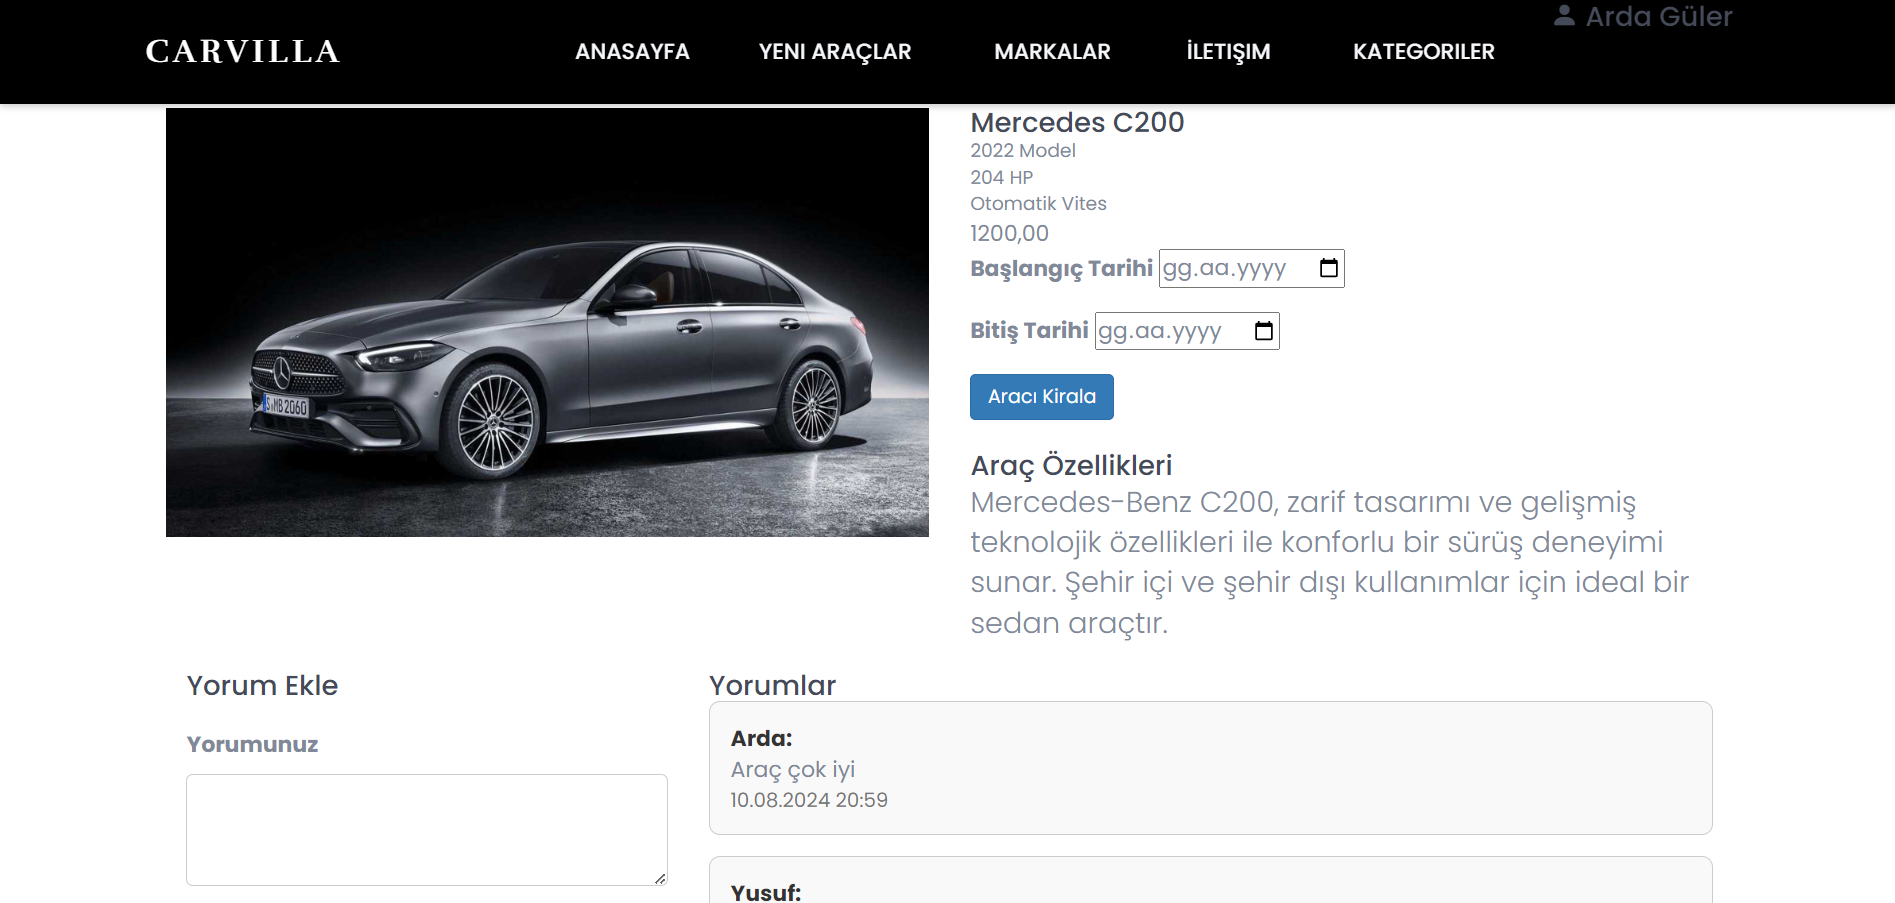 Arda Güler
CARVILLA
ANASAYFA
YENI ARAÇLAR
MARKALAR
İLETIŞIM
KATEGORILER
S·MB 2060
Mercedes C200
2022 Model
204 HP
Otomatik Vites
1200,00
Başlangıç Tarihi gg.aa.yyyy
Bitiş Tarihi gg.aa.yyyy
Aracı Kirala
Araç Özellikleri
Mercedes-Benz C200, zarif tasarımı ve gelişmiş
teknolojik özellikleri ile konforlu bir sürüş deneyimi
sunar. Şehir içi ve şehir dışı kullanımlar için ideal bir
sedan araçtır.
Yorum Ekle
Yorumunuz
Yorumlar
Arda:
Araç çok iyi
10.08.2024 20:59
Yusuf: